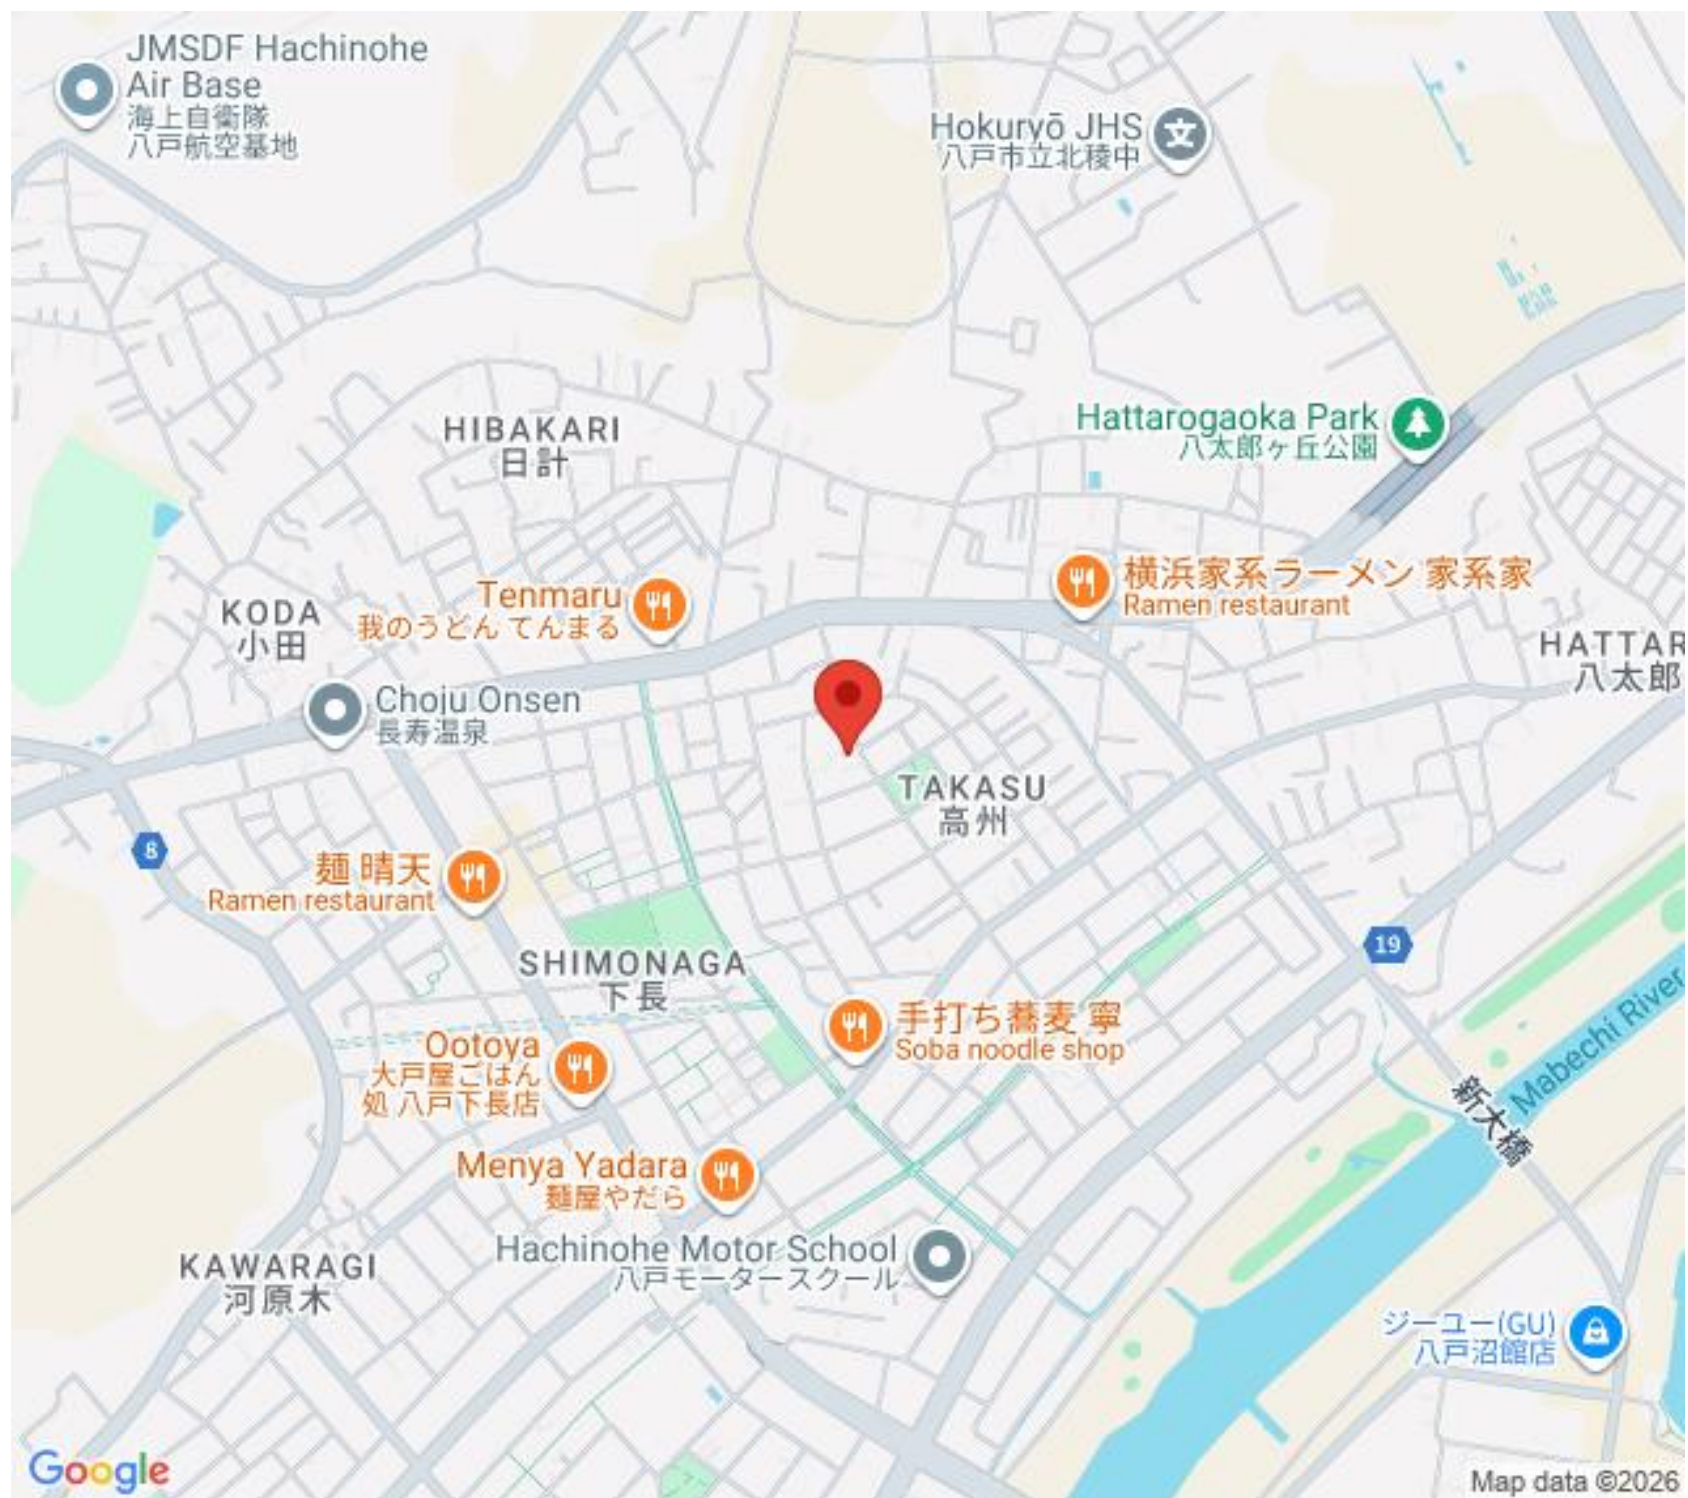 JMSDF Hachinohe
Air Base
海上自衛隊
八戸航空基地
Hokuryō JHS
八戸市立北稜中
Hattarogaoka Park
八太郎ヶ丘公園
HIBAKARI
日計
横浜家系ラーメン 家系家
Ramen restaurant
Tenmaru
我のうどん てんまる
KODA
小田
HATTAR
八太郎
Choju Onsen
長寿温泉
TAKASU
高州
8
麺 晴天
Ramen restaurant
19
SHIMONAGA
下長
手打ち蕎麦 寧
Soba noodle shop
Mabechi River
Ootoya
大戸屋ごはん
処 八戸下長店
新大橋
Menya Yadara
麺屋やだら
Hachinohe Motor School
八戸モータースクール
KAWARAGI
河原木
ジーユー(GU)
八戸沼館店
Google
Map data ©2026